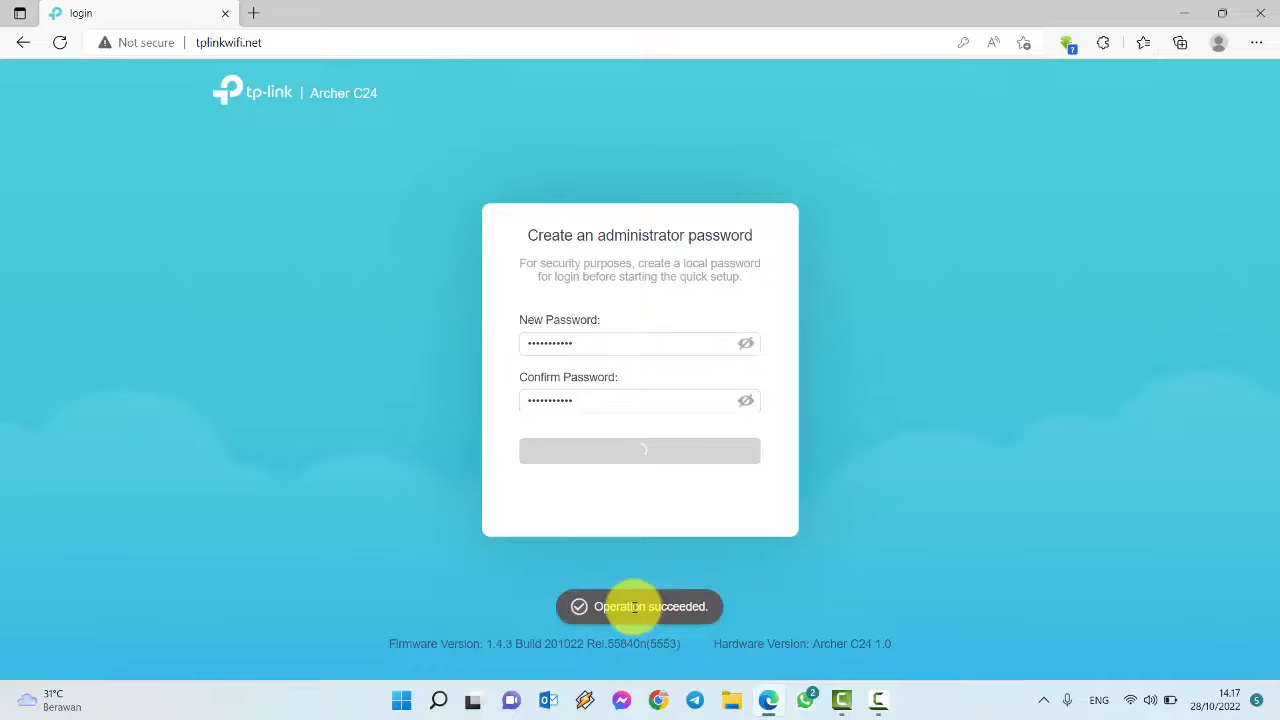 login
Not secure
tplinkwifi.net
?
tp-link | Archer C24
Create an administrator password
For security purposes, create a local password
for login before starting the quick setup.
New Password:
•••••••••••
Confirm Password:
•••••••••••
Operation succeeded.
Firmware Version: 1.4.3 Build 201022 Rel.55840n(5553) Hardware Version: Archer C24 1.0
31°C
Berawan
2
ENG
14.17
28/10/2022
5